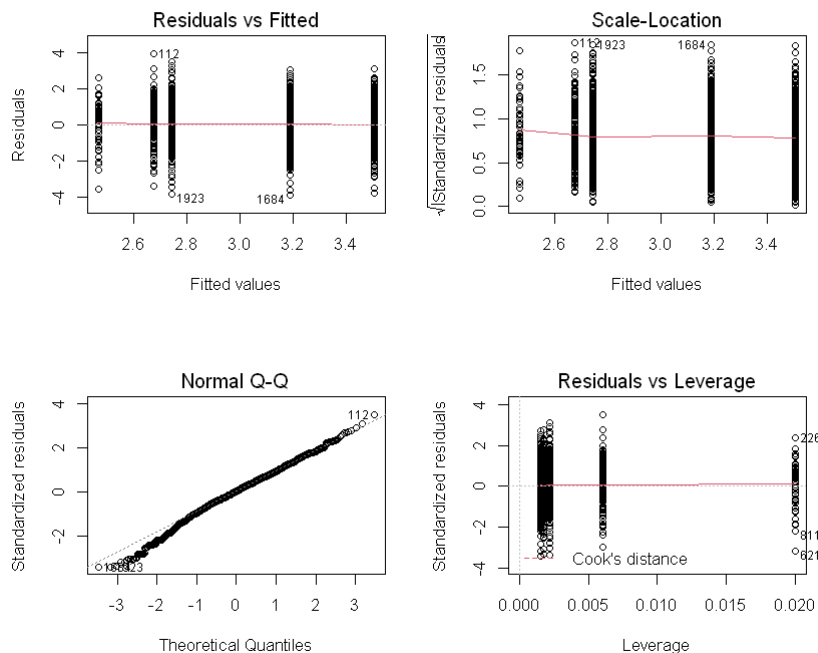 Residuals vs Fitted
Residuals
4
2
0
-2
-4
112
1923
1684
2.6 2.8 3.0 3.2 3.4
Fitted values
Scale-Location
√|Standardized residuals|
1.5
1.0
0.5
0.0
1684
2.6 2.8 3.0 3.2 3.4
Fitted values
Normal Q-Q
Standardized residuals
4
2
0
-2
112
-3 -2 -1 0 1 2 3
Theoretical Quantiles
Residuals vs Leverage
Standardized residuals
4
2
0
-2
-4
226
811
621
Cook's distance
0.000 0.005 0.010 0.015 0.020
Leverage